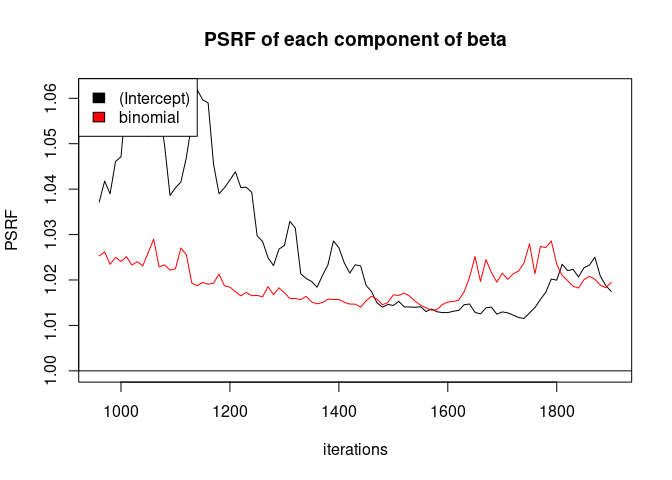 PSRF of each component of beta
(Intercept)
binomial
PSRF
1.06
1.05
1.04
1.03
1.02
1.01
1.00
1000 1200 1400 1600 1800
iterations